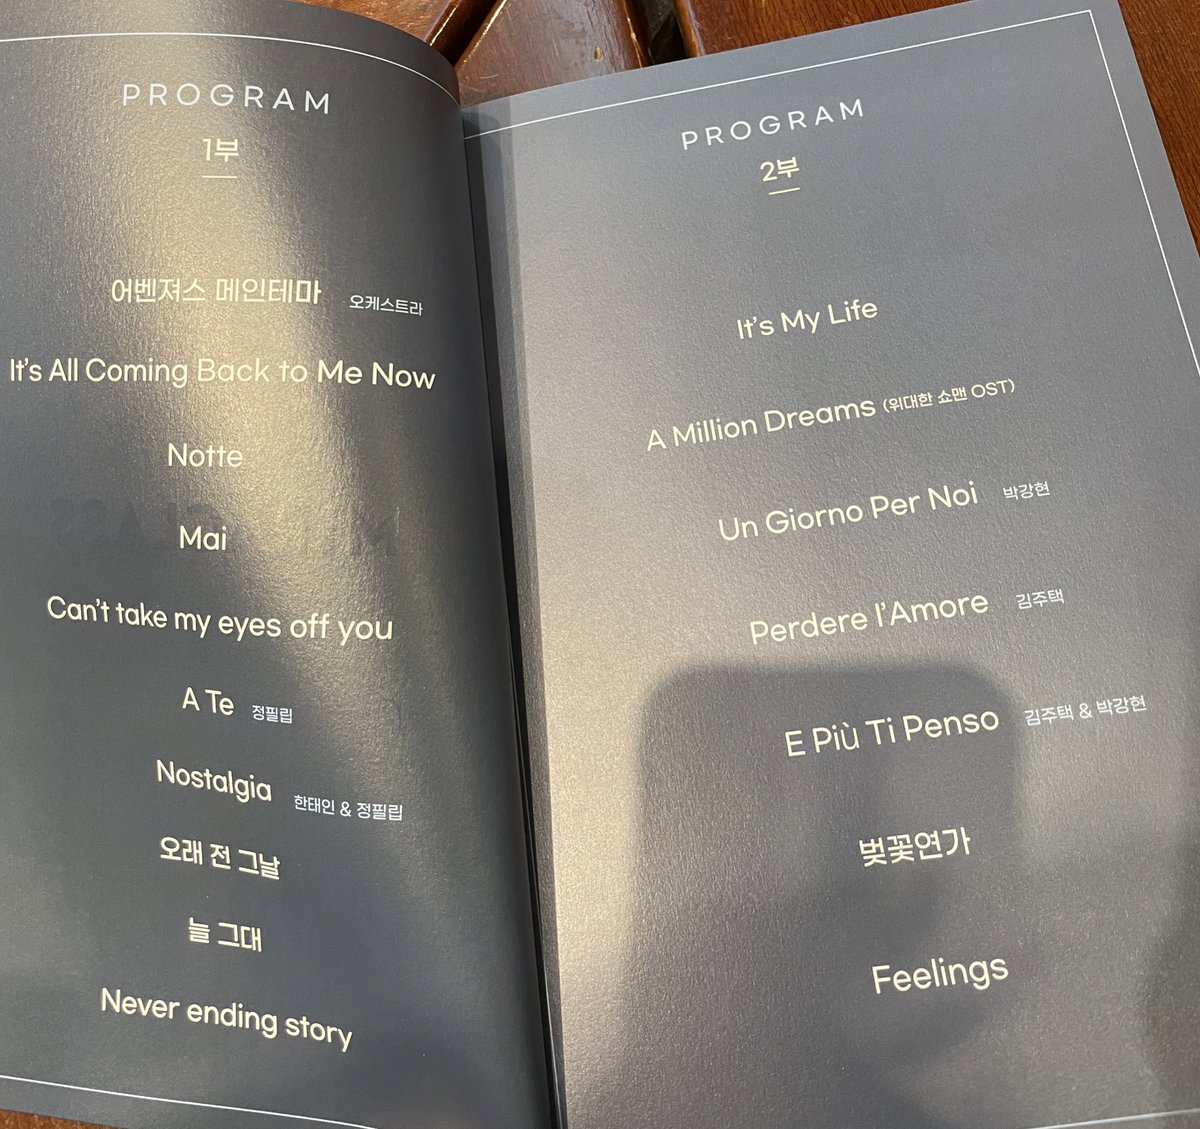 PROGRAM
1부
어벤져스 메인테마 오케스트라
It's All Coming Back to Me Now
Notte
Mai
Can't take my eyes off you
A Te 정필립
Nostalgia 한태인 & 정필립
오래 전 그날
늘 그대
Never ending story
PROGRAM
2부
It's My Life
A Million Dreams (위대한 쇼맨 OST)
Un Giorno Per Noi 박강현
Perdere l'Amore 김주택
E Più Ti Penso 김주택 & 박강현
벚꽃연가
Feelings